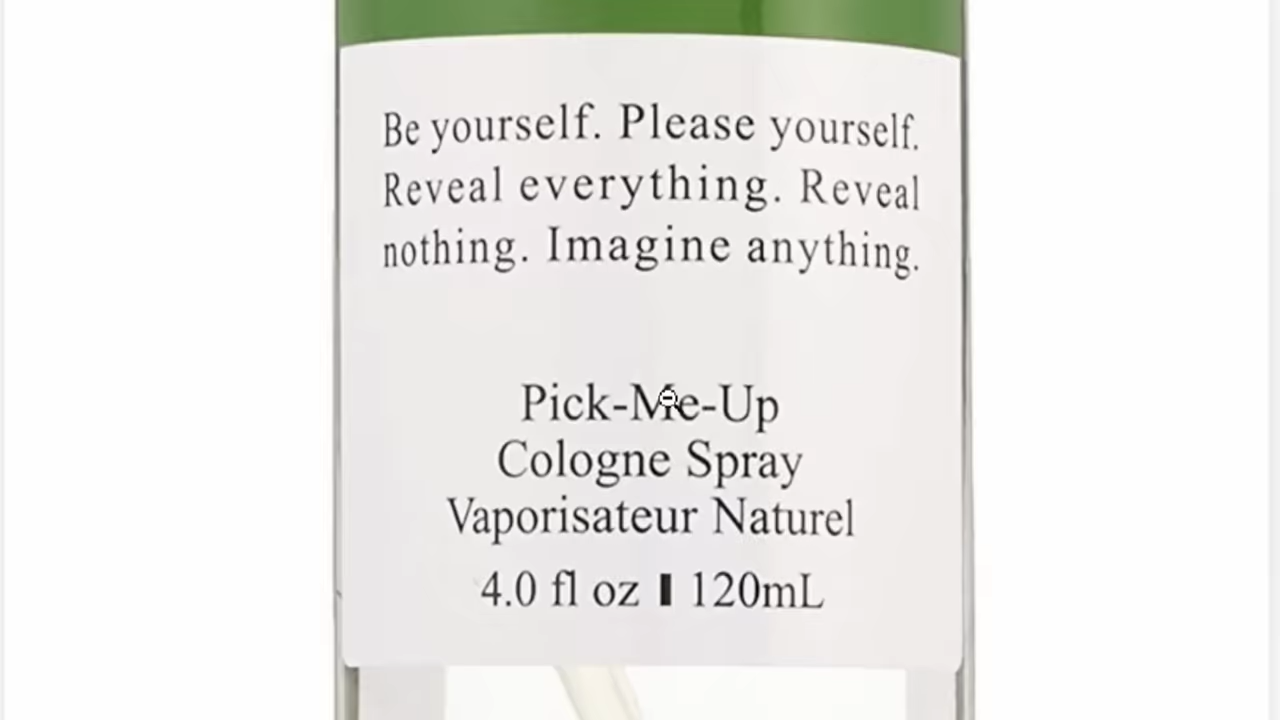 Be yourself. Please yourself.
Reveal everything. Reveal
nothing. Imagine anything.
Pick-Me-Up
Cologne Spray
Vaporisateur Naturel
4.0 fl oz ▮ 120mL